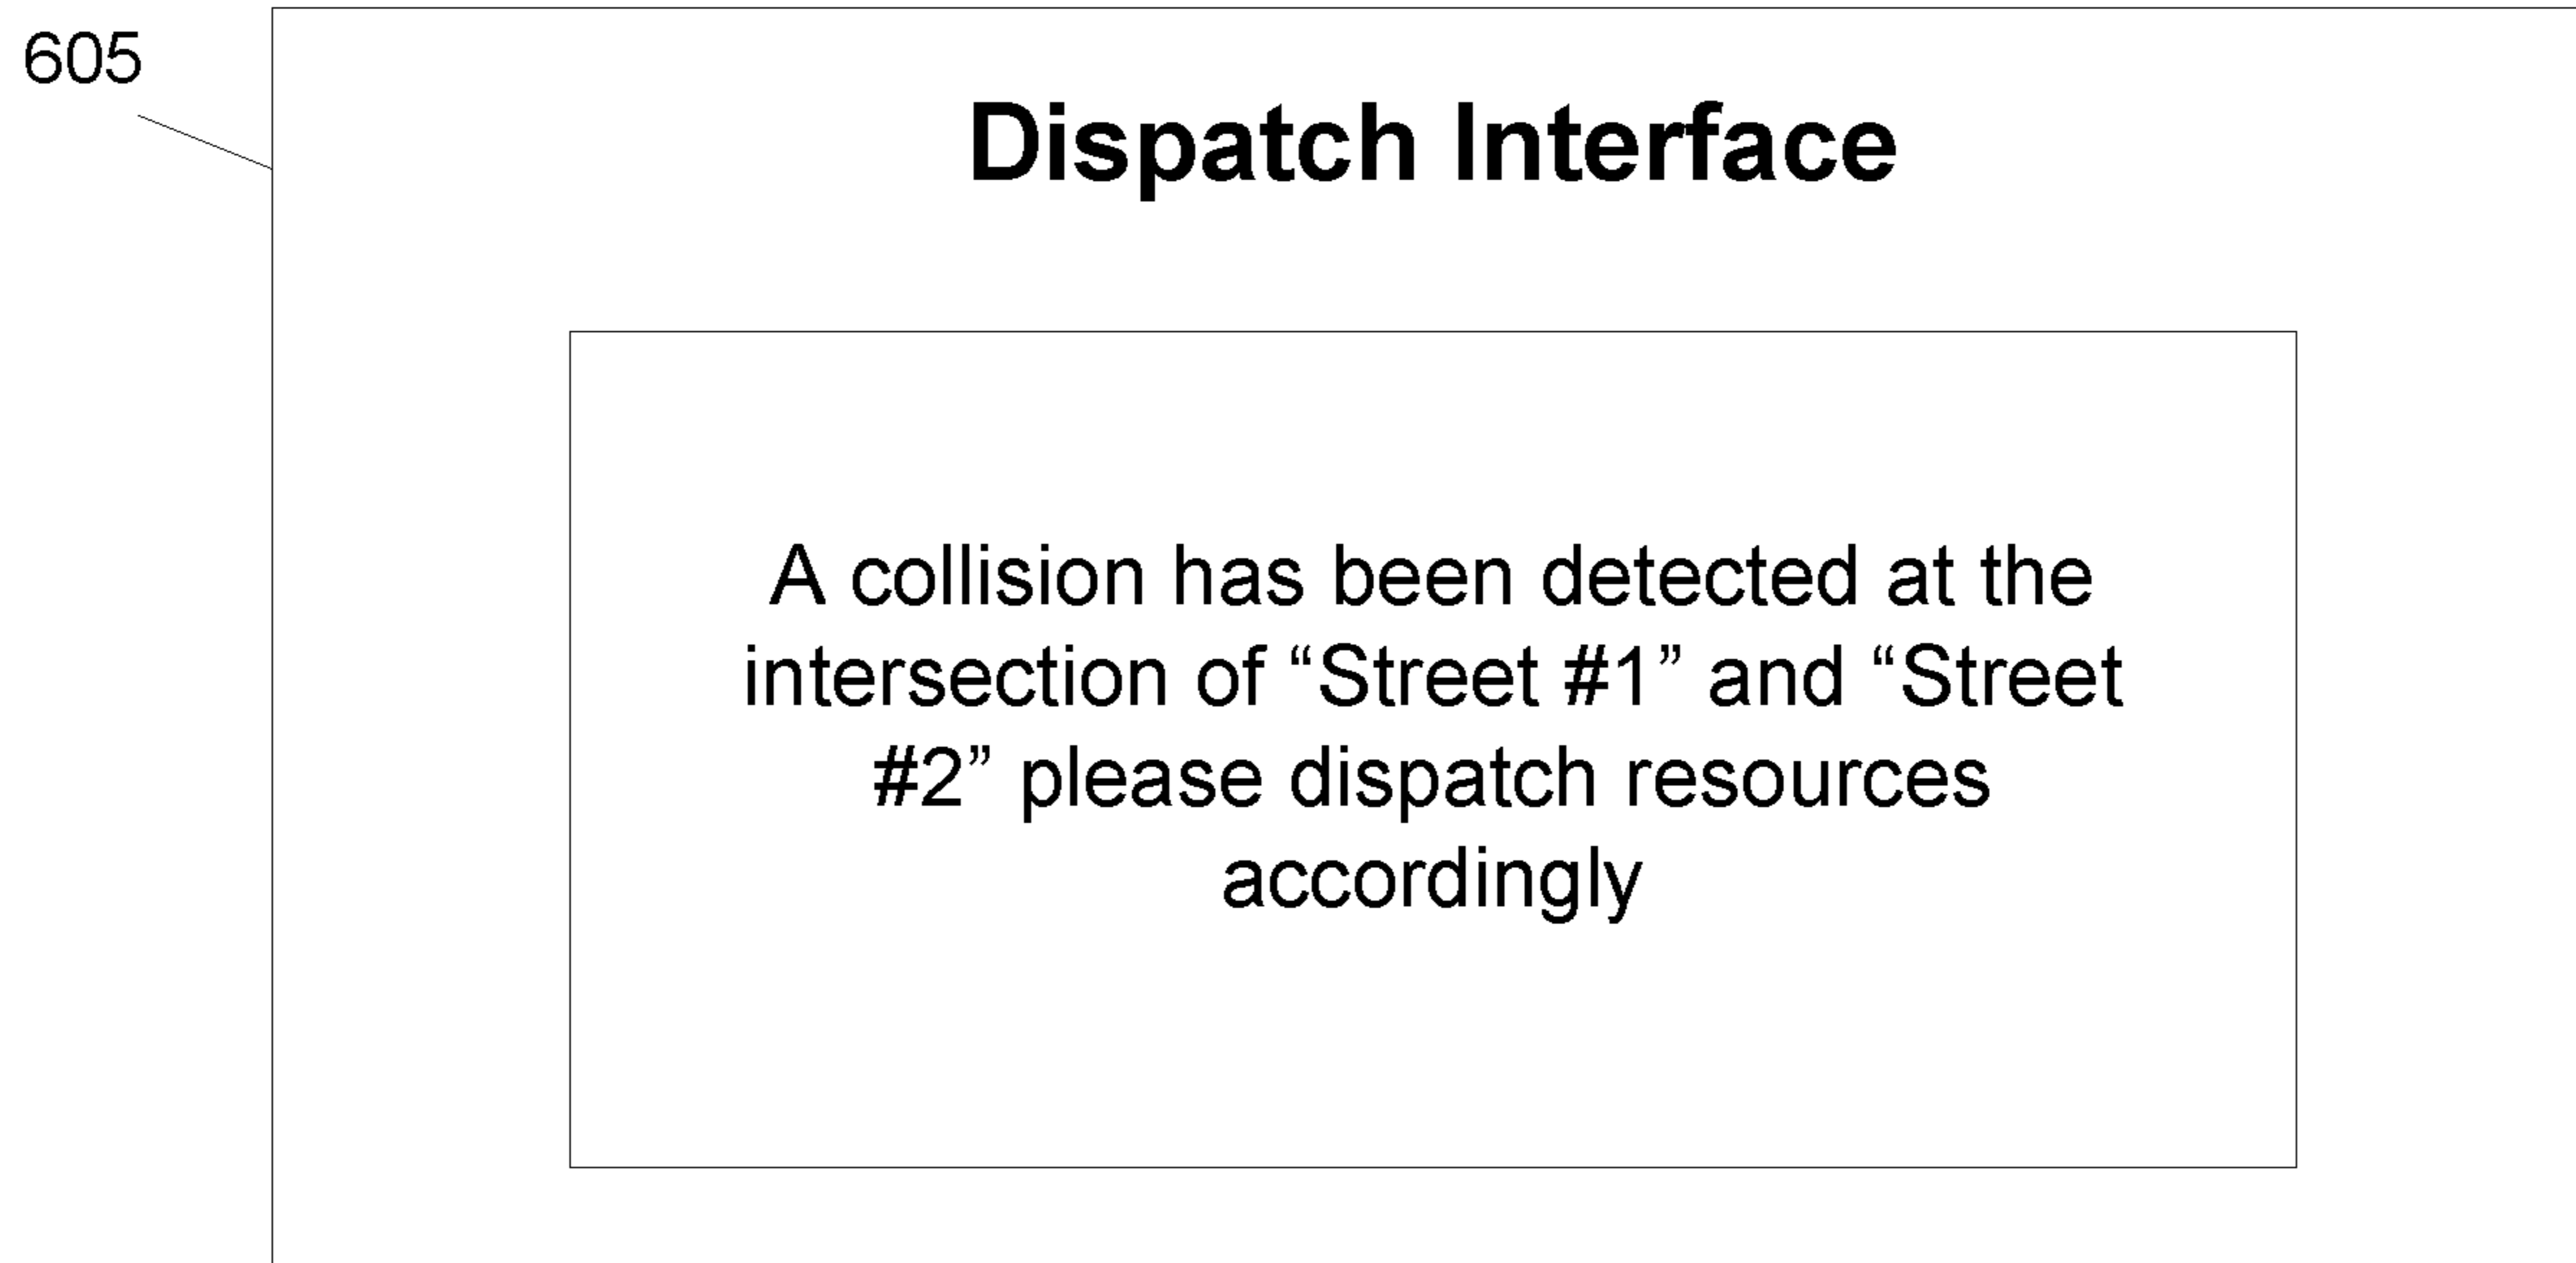 605
Dispatch Interface
A collision has been detected at the
intersection of “Street #1” and “Street
#2” please dispatch resources
accordingly